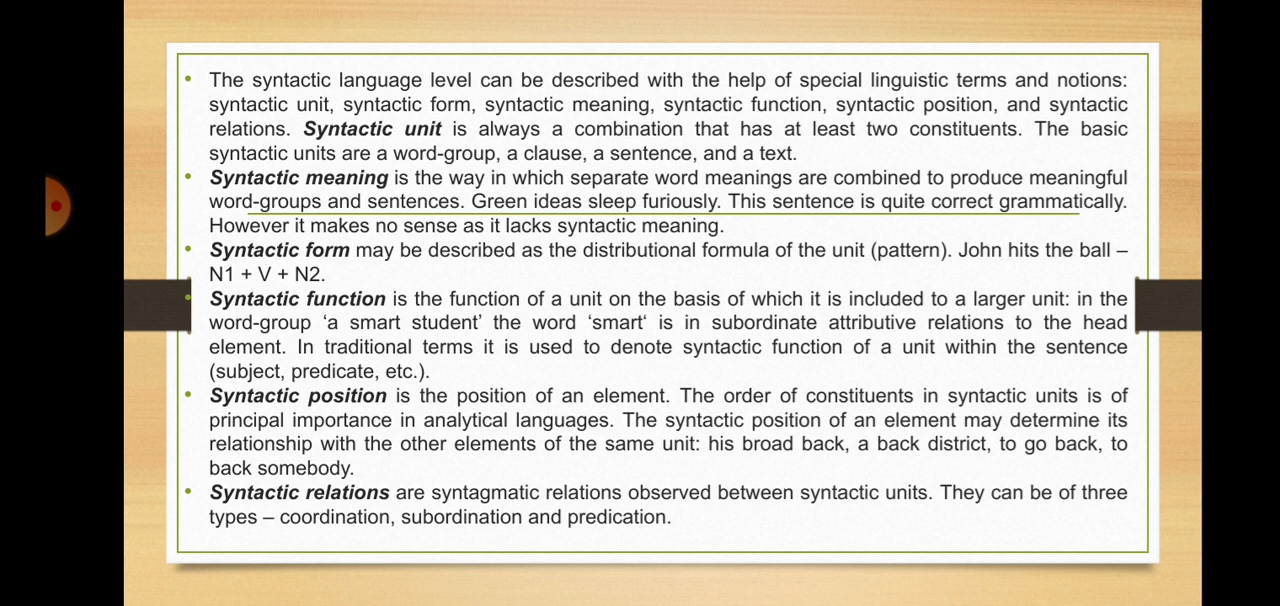 • The syntactic language level can be described with the help of special linguistic terms and notions:
syntactic unit, syntactic form, syntactic meaning, syntactic function, syntactic position, and syntactic
relations. Syntactic unit is always a combination that has at least two constituents. The basic
syntactic units are a word-group, a clause, a sentence, and a text.
• Syntactic meaning is the way in which separate word meanings are combined to produce meaningful
word-groups and sentences. Green ideas sleep furiously. This sentence is quite correct grammatically.
However it makes no sense as it lacks syntactic meaning.
• Syntactic form may be described as the distributional formula of the unit (pattern). John hits the ball –
N1 + V + N2.
• Syntactic function is the function of a unit on the basis of which it is included to a larger unit: in the
word-group ‘a smart student’ the word ‘smart‘ is in subordinate attributive relations to the head
element. In traditional terms it is used to denote syntactic function of a unit within the sentence
(subject, predicate, etc.).
• Syntactic position is the position of an element. The order of constituents in syntactic units is of
principal importance in analytical languages. The syntactic position of an element may determine its
relationship with the other elements of the same unit: his broad back, a back district, to go back, to
back somebody.
• Syntactic relations are syntagmatic relations observed between syntactic units. They can be of three
types – coordination, subordination and predication.